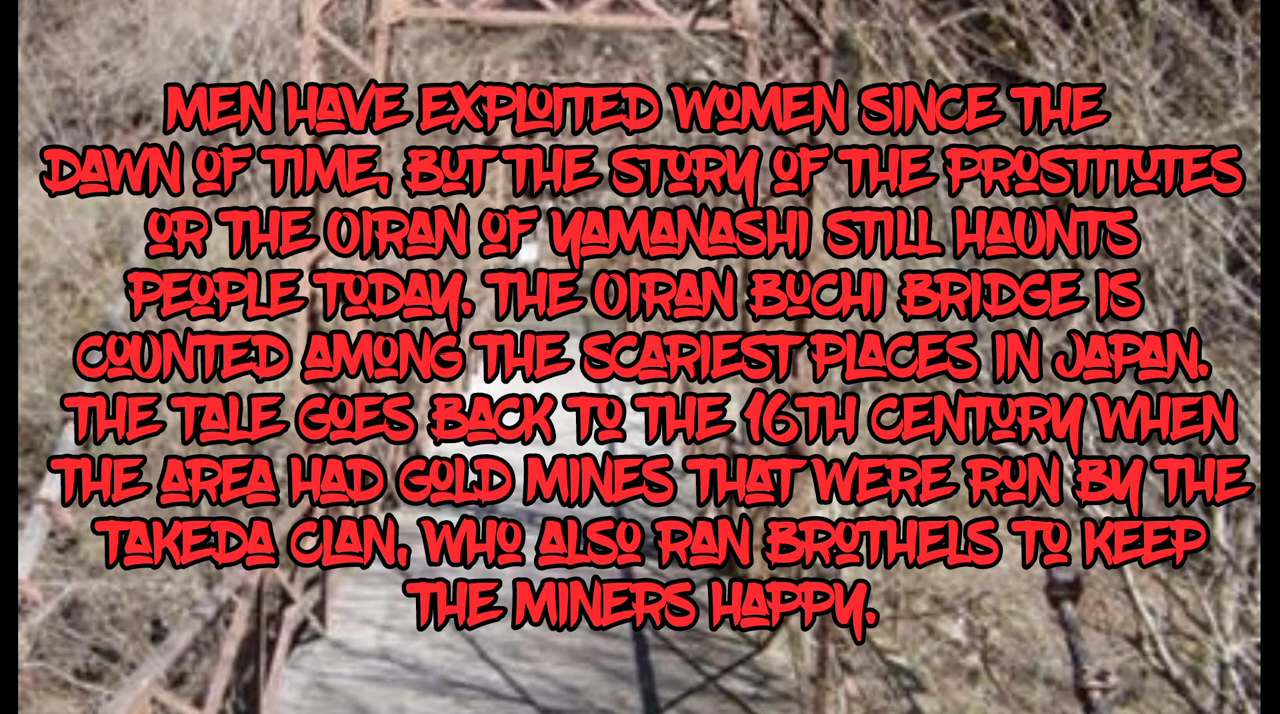 MEN HAVE EXPLOITED WOMEN SINCE THE
DAWN OF TIME, BUT THE STORY OF THE PROSTITUTES
OR THE OIRAN OF YAMANASHI STILL HAUNTS
PEOPLE TODAY. THE OIRAN BUCHI BRIDGE IS
COUNTED AMONG THE SCARIEST PLACES IN JAPAN.
THE TALE GOES BACK TO THE 16TH CENTURY WHEN
THE AREA HAD GOLD MINES THAT WERE RUN BY THE
TAKEDA CLAN, WHO ALSO RAN BROTHELS TO KEEP
THE MINERS HAPPY.